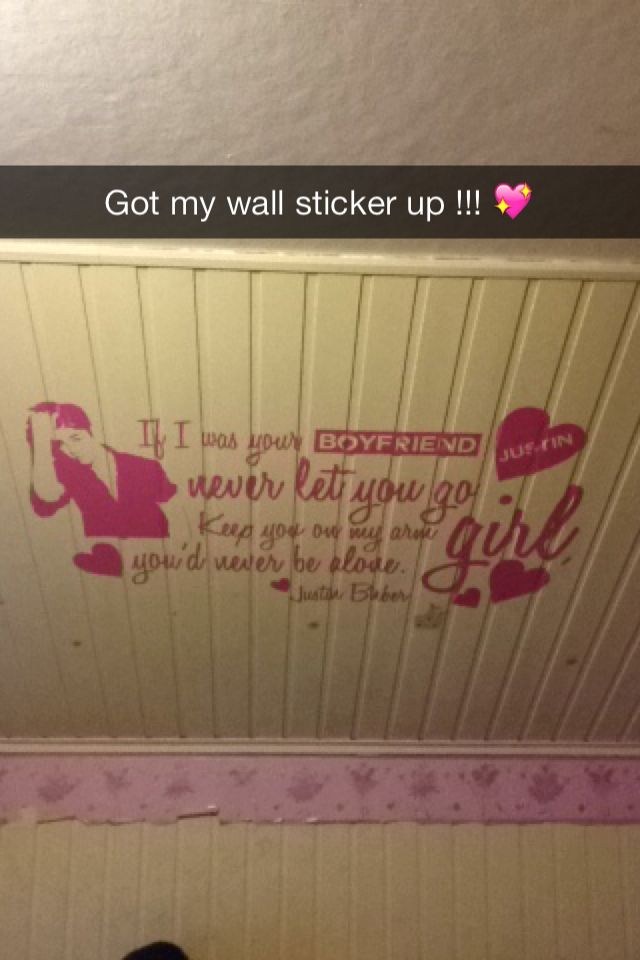 Got my wall sticker up !!! 💖
If I was your BOYFRIEND
JUSTIN
never let you go
Keep you on my arm girl
you'd never be alone.
Justin Bieber